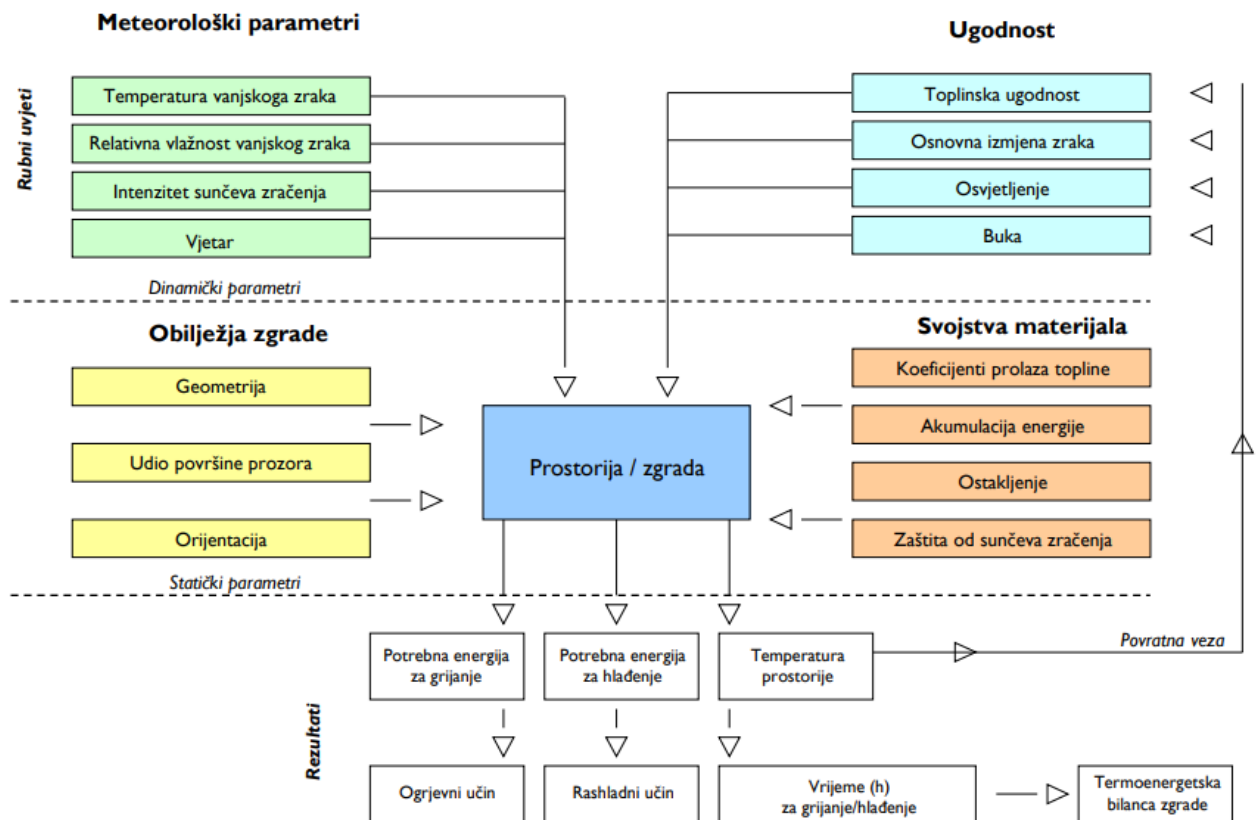 Meteorološki parametri
Ugodnost
Rubni uvjeti
Temperatura vanjskoga zraka
Relativna vlažnost vanjskog zraka
Intenzitet sunčeva zračenja
Vjetar
Toplinska ugodnost
Osnovna izmjena zraka
Osvjetljenje
Buka
Dinamički parametri
Obilježja zgrade
Svojstva materijala
Geometrija
Udio površine prozora
Orijentacija
Prostorija / zgrada
Koeficijenti prolaza topline
Akumulacija energije
Ostakljenje
Zaštita od sunčeva zračenja
Statički parametri
Povratna veza
Rezultati
Potrebna energija
za grijanje
Potrebna energija
za hlađenje
Temperatura
prostorije
Ogrjevni učin
Rashladni učin
Vrijeme (h)
za grijanje/hlađenje
Termoenergetska
bilanca zgrade